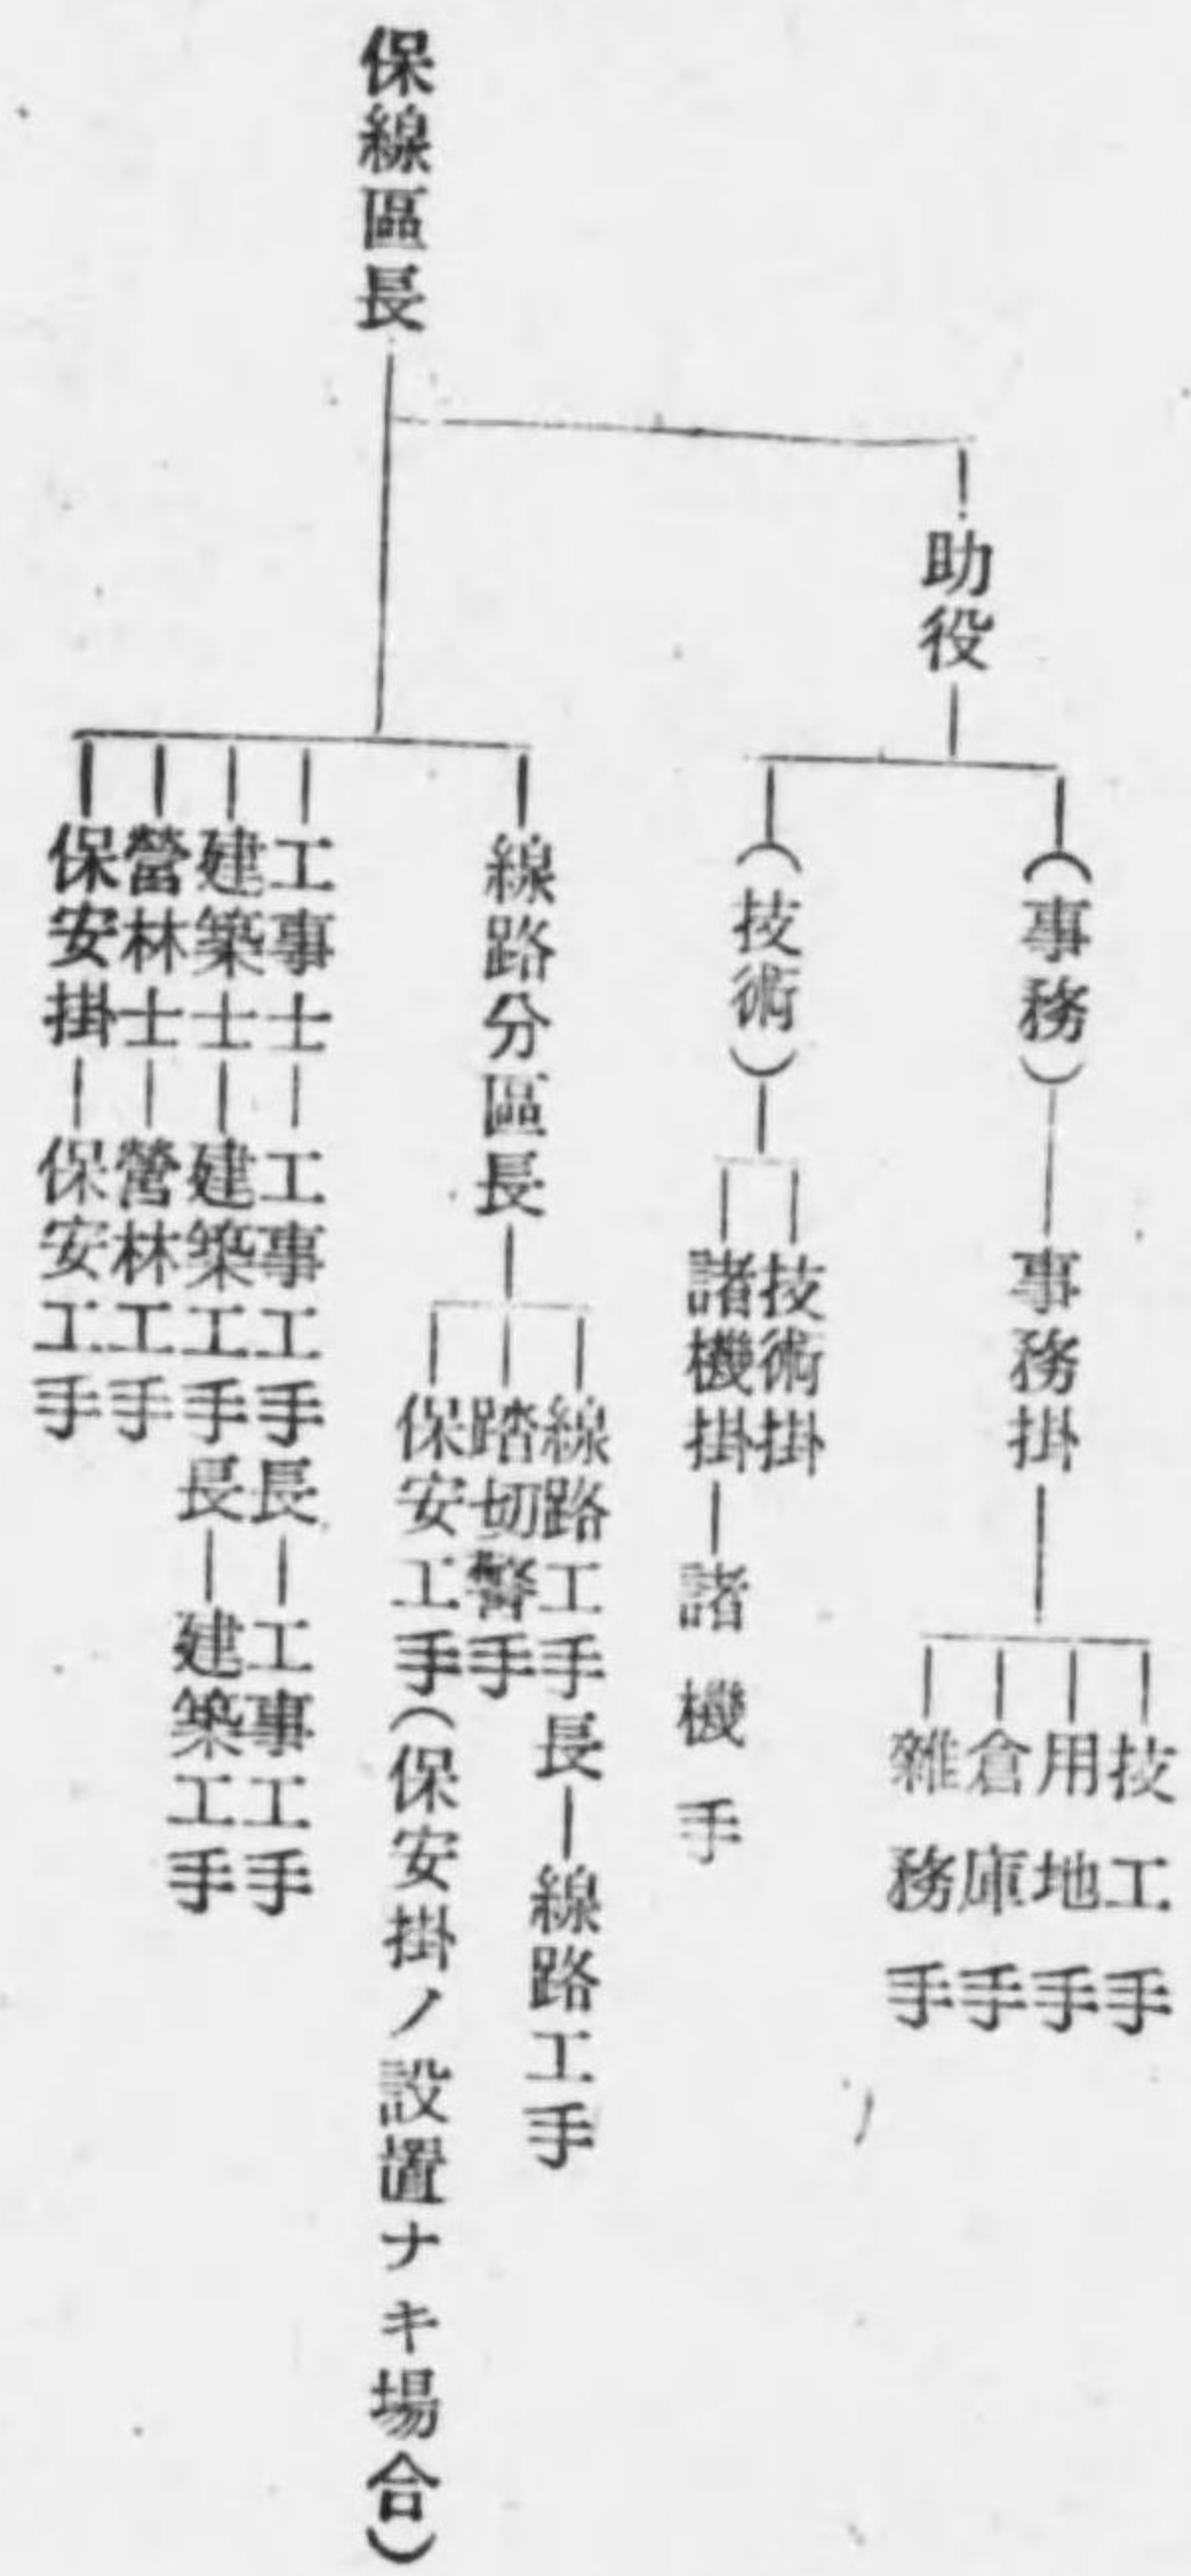 保線區長
助役
(事務)
事務掛
技工手
用地手
倉庫手
雜務手
(技術)
技術掛
諸機掛
諸機手
線路分區長
線路工手長
線路工手
踏切警手
保安工手(保安掛ノ設置ナキ場合)
工事士
工事工手長
工事工手
建築士
建築工手長
建築工手
營林士
營林工手
保安掛
保安工手